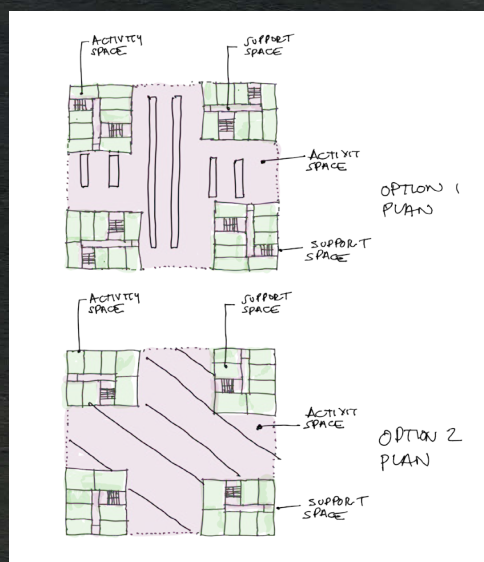 ACTIVITY
SPACE
SUPPORT
SPACE
ACTIVIT
SPACE
OPTION 1
PLAN
SUPPORT
SPACE
ACTIVITY
SPACE
SUPPORT
SPACE
ACTIVIT
SPACE
OPTION 2
PLAN
SUPPORT
SPACE